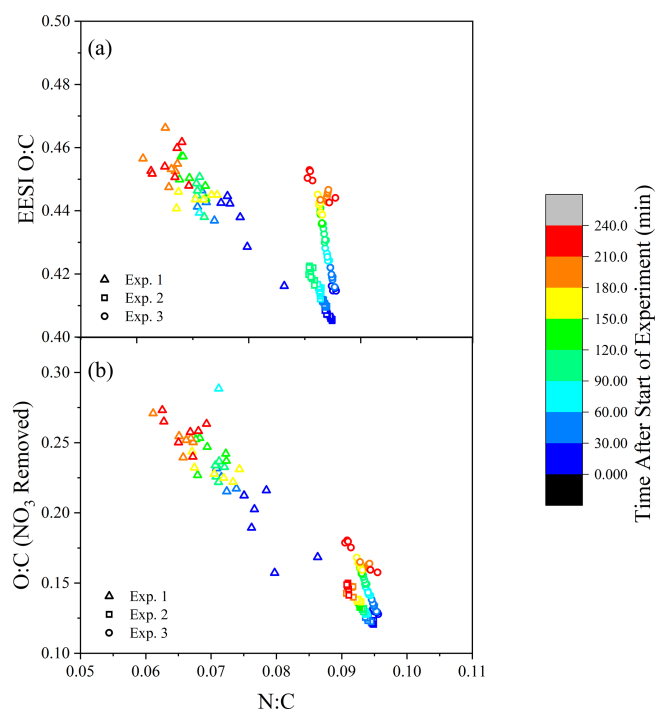 0.50
(a)
0.48
0.46
0.44
0.42
0.40
EESI O:C
Exp. 1
Exp. 2
Exp. 3
(b)
0.30
0.25
0.20
0.15
0.10
O:C (NO3 Removed)
Exp. 1
Exp. 2
Exp. 3
0.05
0.06
0.07
0.08
0.09
0.10
0.11
N:C
240.0
210.0
180.0
150.0
120.0
90.00
60.00
30.00
0.000
Time After Start of Experiment (min)